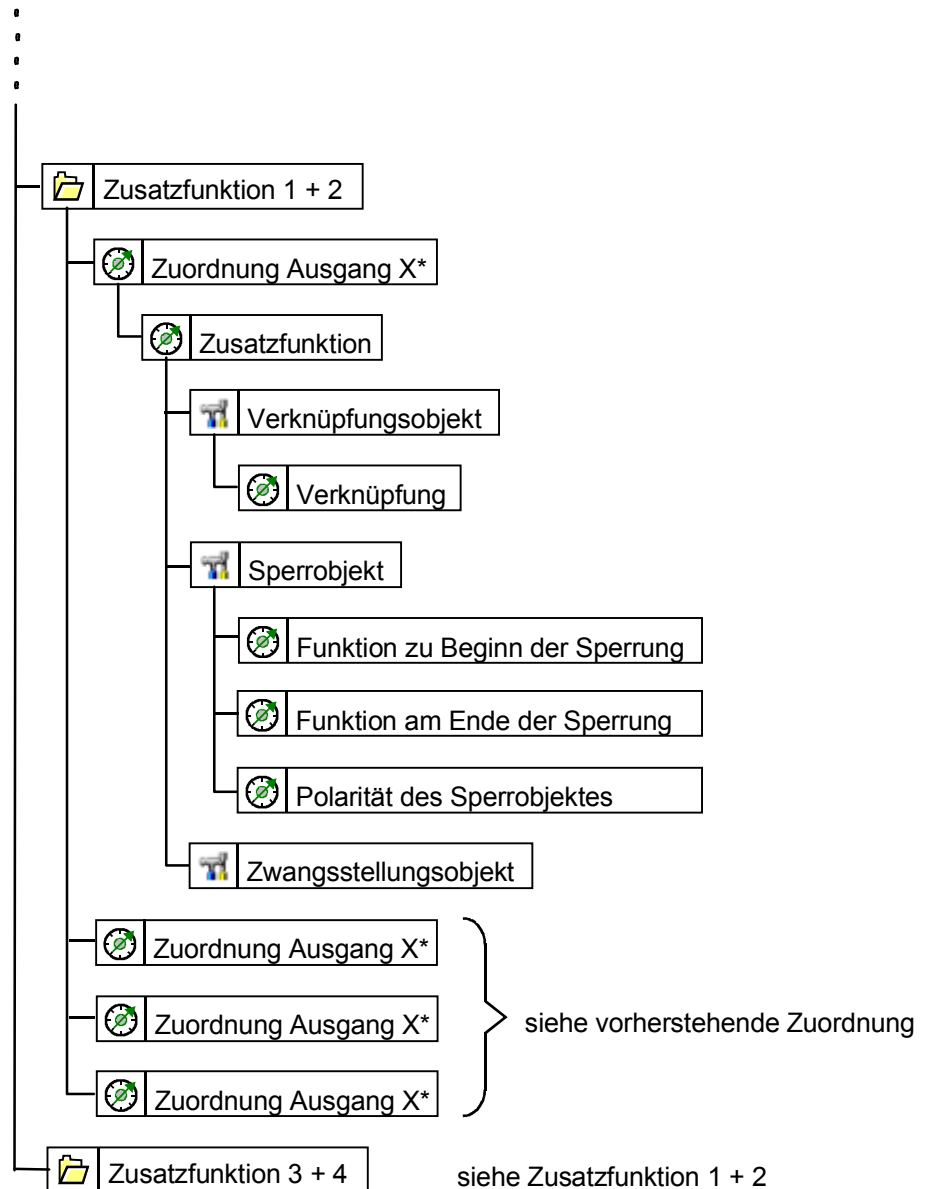 Zusatzfunktion 1 + 2
Zuordnung Ausgang X*
Zusatzfunktion
Verknüpfungsobjekt
Verknüpfung
Sperrobjekt
Funktion zu Beginn der Sperrung
Funktion am Ende der Sperrung
Polarität des Sperrobjektes
Zwangsstellungsobjekt
Zuordnung Ausgang X*
Zuordnung Ausgang X*
siehe vorherstehende Zuordnung
Zuordnung Ausgang X*
Zusatzfunktion 3 + 4
siehe Zusatzfunktion 1 + 2